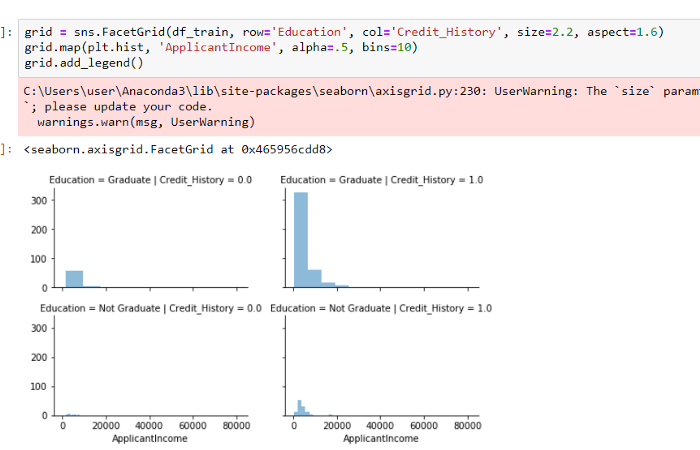 ]: grid = sns.FacetGrid(df_train, row='Education', col='Credit_History', size=2.2, aspect=1.6)
grid.map(plt.hist, 'ApplicantIncome', alpha=.5, bins=10)
grid.add_legend()
C:\Users\user\Anaconda3\lib\site-packages\seaborn\axisgrid.py:230: UserWarning: The `size` param
`; please update your code.
warnings.warn(msg, UserWarning)
]: <seaborn.axisgrid.FacetGrid at 0x465956cdd8>
Education = Graduate | Credit_History = 0.0 Education = Graduate | Credit_History = 1.0
300
200
100
0
Education = Not Graduate | Credit_History = 0.0 Education = Not Graduate | Credit_History = 1.0
300
200
100
0
0 20000 40000 60000 80000 0 20000 40000 60000 80000
ApplicantIncome ApplicantIncome